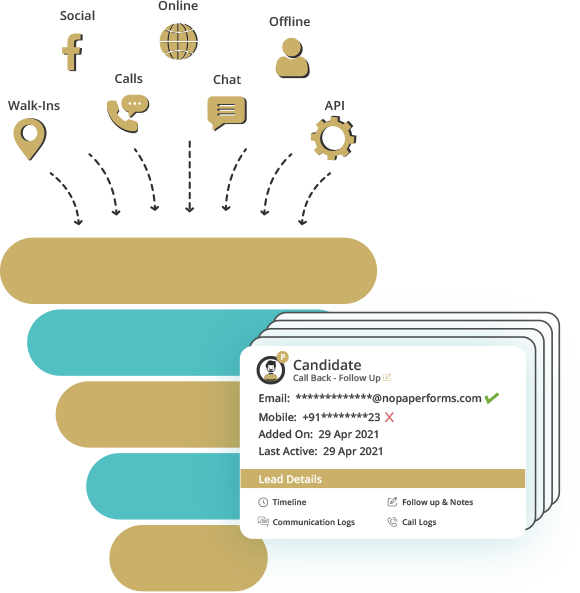 Social
Online
Offline
Calls
Chat
Walk-Ins
API
P
Candidate
Call Back - Follow Up
Email: *************@nopaperforms.com
Mobile: +91********23
Added On: 29 Apr 2021
Last Active: 29 Apr 2021
Lead Details
Timeline
Follow up & Notes
Communication Logs
Call Logs